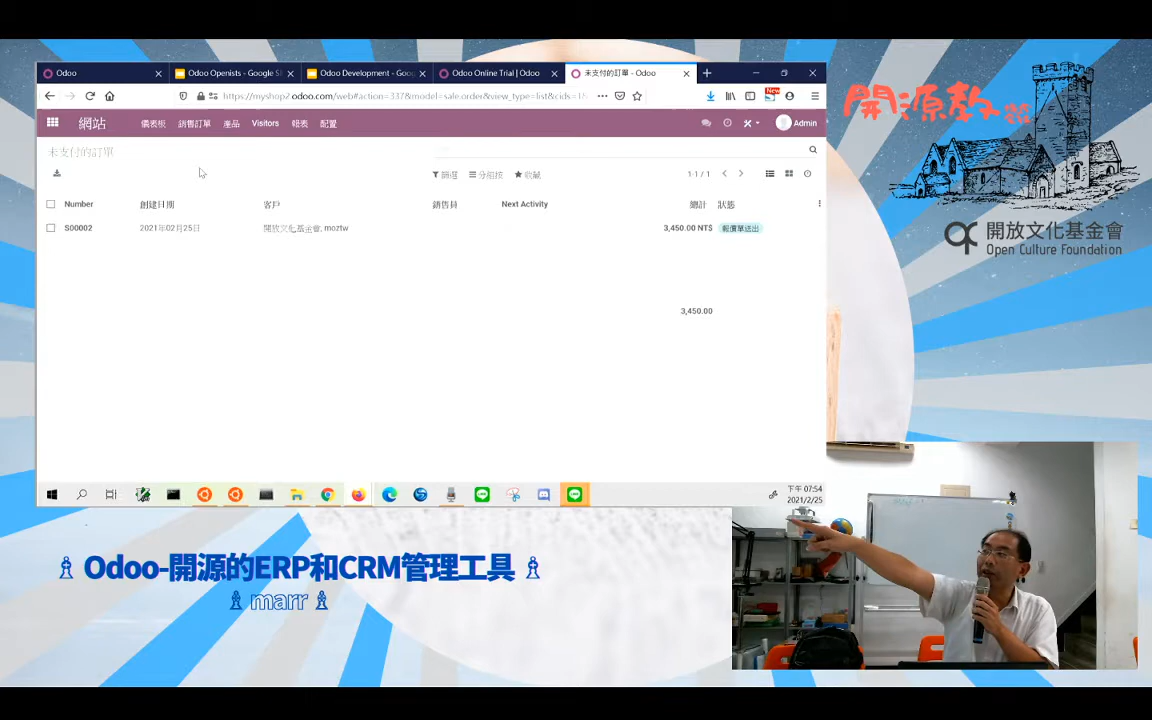 Odoo
Odoo Openists - Google Sl
Odoo Development - Goog
Odoo Online Trial | Odoo
未支付的訂單 - Odoo
https://myshop2.odoo.com/web#action=337&model=sale.order&view_type=list&cids=1&
New
網站 儀表板 銷售訂單 產品 Visitors 報表 配置
Admin
未支付的訂單
篩選 分組按 收藏
1-1 / 1
Number 創建日期 客戶 銷售員 Next Activity 總計 狀態
S00002 2021年02月25日 開放文化基金會, moztw 3,450.00 NT$ 報價單送出
3,450.00
下午 07:54
2021/2/25
開源教
開放文化基金會
Open Culture Foundation
Odoo-開源的ERP和CRM管理工具
marr